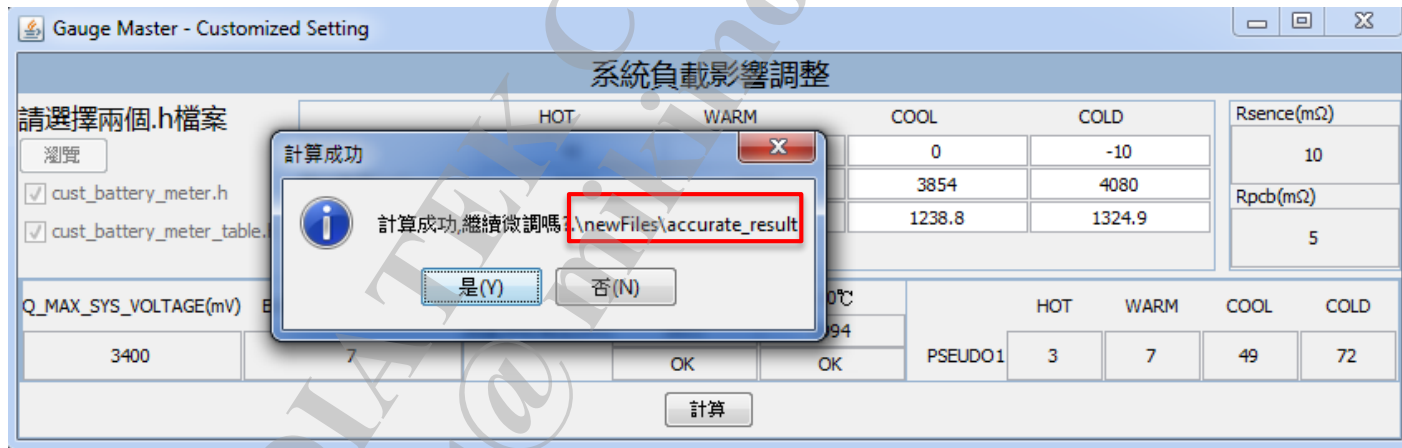 Gauge Master - Customized Setting
系統負載影響調整
請選擇兩個.h檔案
瀏覽
cust_battery_meter.h
cust_battery_meter_table.
HOT WARM COOL COLD
0 -10
3854 4080
1238.8 1324.9
Rsence(mΩ)
10
Rpcb(mΩ)
5
計算成功
計算成功,繼續微調嗎?.\newFiles\accurate_result
是(Y) 否(N)
Q_MAX_SYS_VOLTAGE(mV)
3400 7
0℃
094
OK OK
HOT WARM COOL COLD
PSEUDO1 3 7 49 72
計算